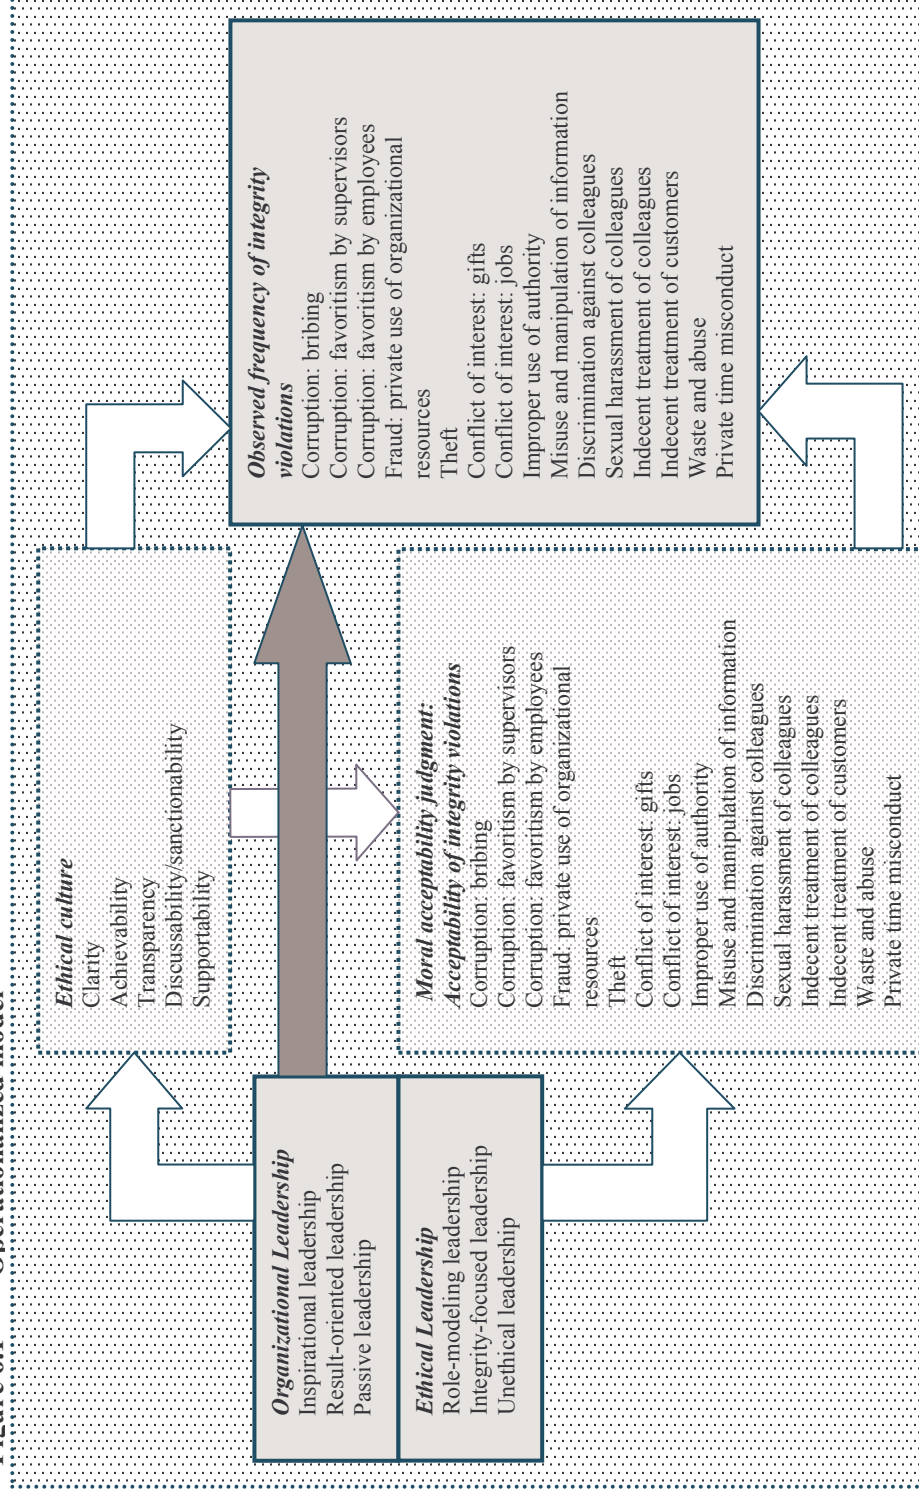 Organizational Leadership
Inspirational leadership
Result-oriented leadership
Passive leadership
Ethical Leadership
Role-modeling leadership
Integrity-focused leadership
Unethical leadership
Ethical culture
Clarity
Achievability
Transparency
Discussability/sanctionability
Supportability
Moral acceptability judgment:
Acceptability of integrity violations
Corruption: bribing
Corruption: favoritism by supervisors
Corruption: favoritism by employees
Fraud: private use of organizational
resources
Theft
Conflict of interest: gifts
Conflict of interest: jobs
Improper use of authority
Misuse and manipulation of information
Discrimination against colleagues
Sexual harassment of colleagues
Indecent treatment of colleagues
Indecent treatment of customers
Waste and abuse
Private time misconduct
Observed frequency of integrity
violations
Corruption: bribing
Corruption: favoritism by supervisors
Corruption: favoritism by employees
Fraud: private use of organizational
resources
Theft
Conflict of interest: gifts
Conflict of interest: jobs
Improper use of authority
Misuse and manipulation of information
Discrimination against colleagues
Sexual harassment of colleagues
Indecent treatment of colleagues
Indecent treatment of customers
Waste and abuse
Private time misconduct